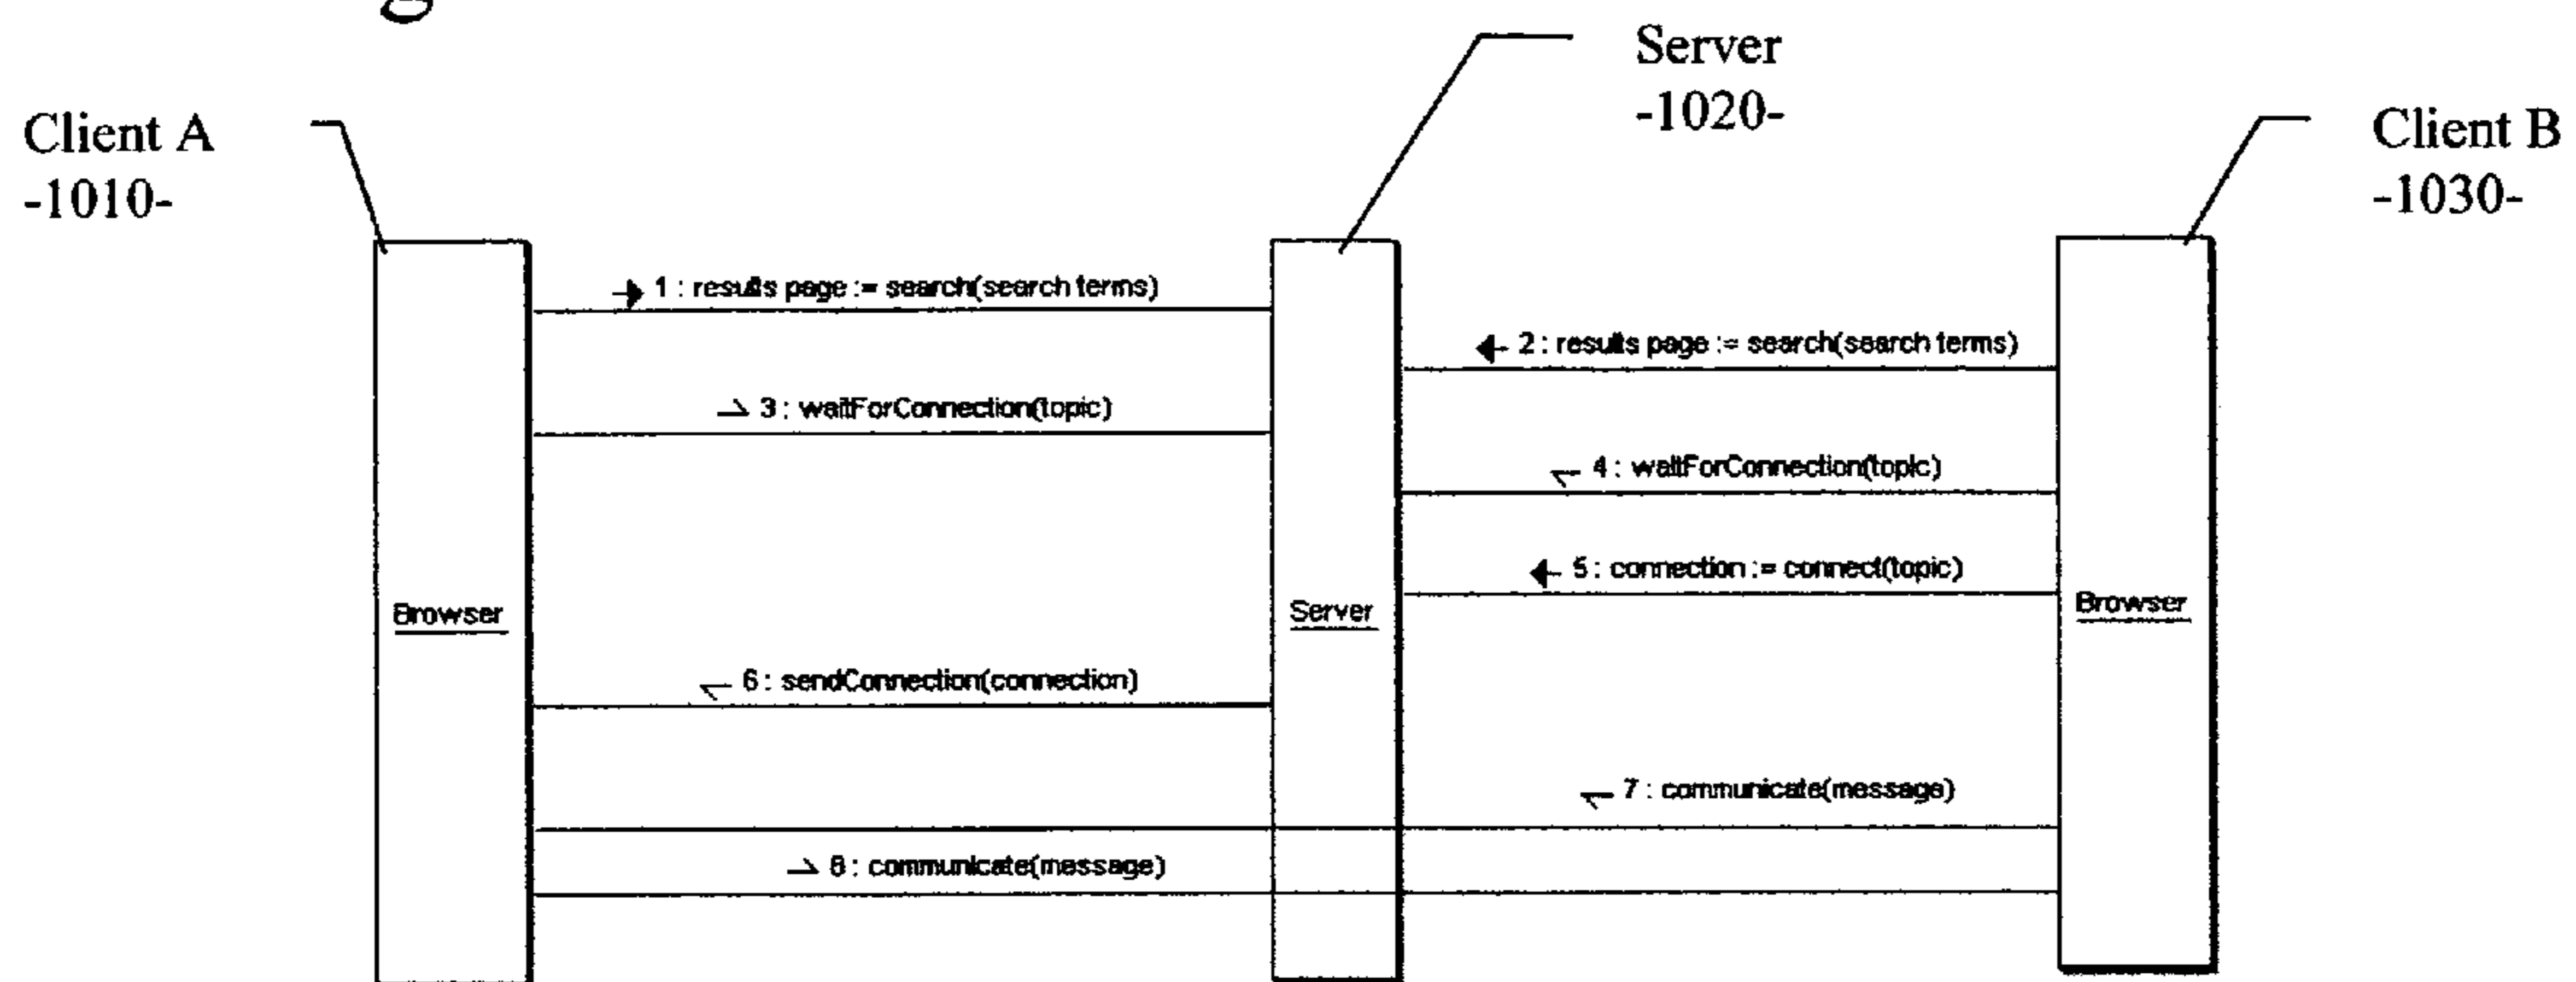 Server
-1020-
Client A
-1010-
Client B
-1030-
1 : results page := search(search terms)
2 : results page := search(search terms)
3 : waitForConnection(topic)
4 : waitForConnection(topic)
5 : connection := connect(topic)
Browser
Server
Browser
6 : sendConnection(connection)
7 : communicate(message)
8 : communicate(message)